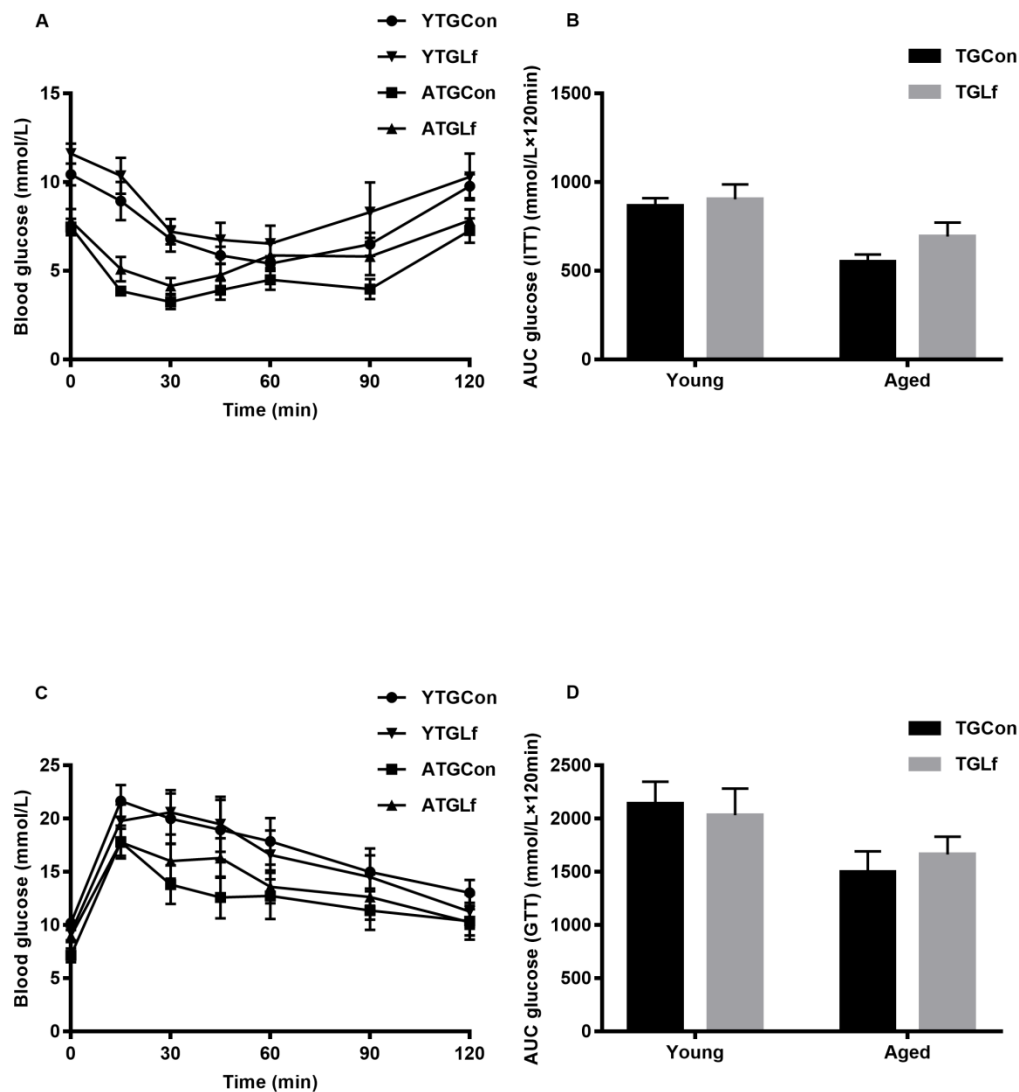 A
YTGCon
YTGLf
ATGCon
ATGLf
15
10
5
0
Blood glucose (mmol/L)
0 30 60 90 120
Time (min)
B
TGCon
TGLf
1500
1000
500
0
AUC glucose (ITT) (mmol/L×120min)
Young Aged
C
YTGCon
YTGLf
ATGCon
ATGLf
25
20
15
10
5
0
Blood glucose (mmol/L)
0 30 60 90 120
Time (min)
D
TGCon
TGLf
2500
2000
1500
1000
500
0
AUC glucose (GTT) (mmol/L×120min)
Young Aged